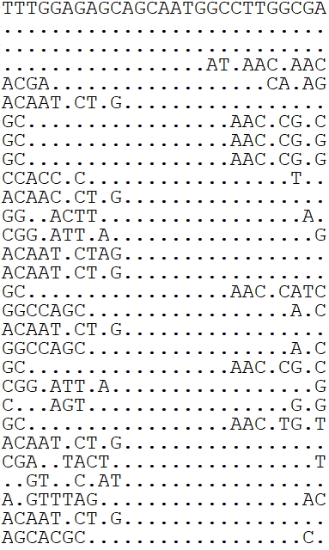 TTTGGAGAGCAGCAATGGCCTTGGCGA
...........................
...........................
.................AT.AAC.AAC
ACGA..................CA.AG
ACAAT.CT.G.................
GC.................AAC.CG.C
GC.................AAC.CG.G
GC.................AAC.CG.G
CCACC.C.................T..
ACAAC.CT.G.................
GG..ACTT.................A.
CGG.ATT.A.................G
ACAAT.CTAG.................
ACAAT.CT.G.................
GC.................AAC.CATC
GGCCAGC.................A.C
ACAAT.CT.G.................
GGCCAGC.................A.C
GC.................AAC.CG.C
CGG.ATT.A.................G
C...AGT.................G.G
GC.................AAC.TG.T
ACAAT.CT.G.................
CGA..TACT.................T
..GT..C.AT.................
A.GTTTAG.................AC
ACAAT.CT.G.................
AGCACGC..................C.